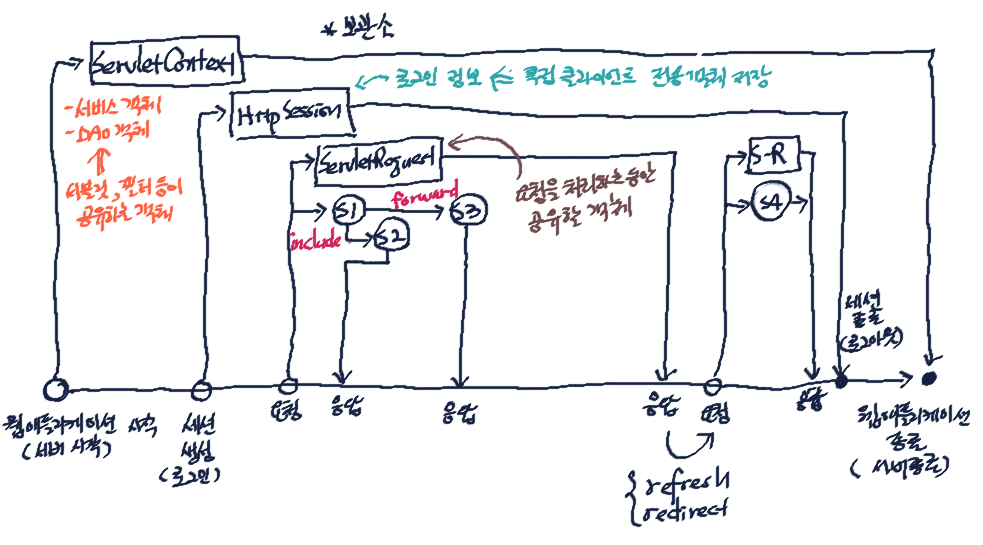 * 보관소
ServletContext
로그인 정보 ← 특정 클라이언트 전용 객체 저장
- 서비스 객체
- DAO 객체
HttpSession
서블릿, 필터 등이
공유하는 객체
ServletRequest
S-R
요청을 처리하는 동안
공유할 객체
S1
forward
S3
S4
include
S2
세션
종료
(로그아웃)
웹애플리케이션 시작
(서버 시작)
세션
생성
(로그인)
요청
응답
응답
응답
요청
응답
웹애플리케이션
종료
(서버종료)
refresh
redirect